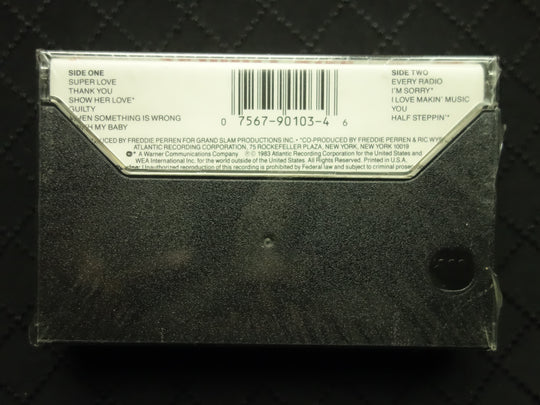 SIDE ONE
SUPER LOVE
THANK YOU
SHOW HER LOVE*
GUILTY
WHEN SOMETHING IS WRONG
WITH MY BABY
SIDE TWO
EVERY RADIO
I'M SORRY*
I LOVE MAKIN' MUSIC
YOU
HALF STEPPIN'*
0 7567-90103-4 6
PRODUCED BY FREDDIE PERREN FOR GRAND SLAM PRODUCTIONS INC. • *CO-PRODUCED BY FREDDIE PERREN & RIC
ATLANTIC RECORDING CORPORATION, 75 ROCKEFELLER PLAZA, NEW YORK, NEW YORK 10019
A Warner Communications Company ℗ © 1983 Atlantic Recording Corporation for the United States and
WEA International Inc. for the world outside of the United States. All Rights Reserved. Printed in U.S.A.
Unauthorized reproduction of this recording is prohibited by Federal law and subject to criminal